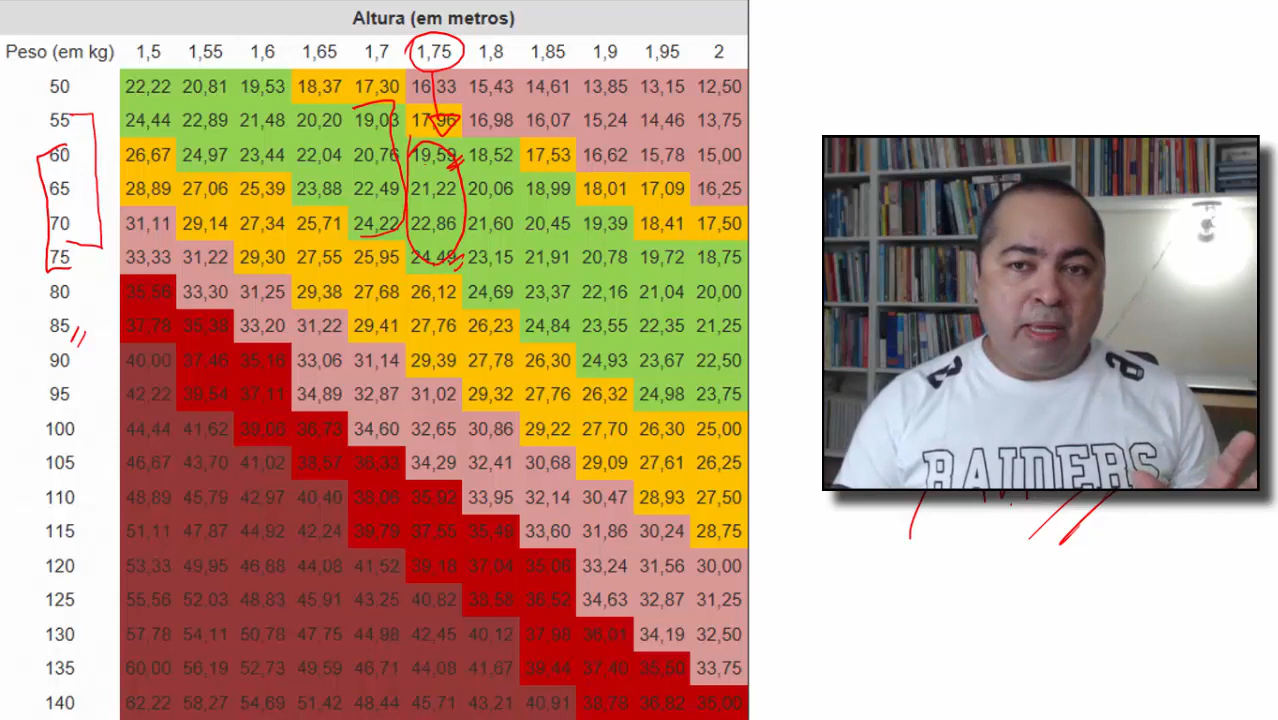 Altura (em metros)
Peso (em kg) 1,5 1,55 1,6 1,65 1,7 1,75 1,8 1,85 1,9 1,95 2
50 22,22 20,81 19,53 18,37 17,30 16,33 15,43 14,61 13,85 13,15 12,50
55 24,44 22,89 21,48 20,20 19,03 17,96 16,98 16,07 15,24 14,46 13,75
60 26,67 24,97 23,44 22,04 20,76 19,59 18,52 17,53 16,62 15,78 15,00
65 28,89 27,06 25,39 23,88 22,49 21,22 20,06 18,99 18,01 17,09 16,25
70 31,11 29,14 27,34 25,71 24,22 22,86 21,60 20,45 19,39 18,41 17,50
75 33,33 31,22 29,30 27,55 25,95 24,49 23,15 21,91 20,78 19,72 18,75
80 35,56 33,30 31,25 29,38 27,68 26,12 24,69 23,37 22,16 21,04 20,00
85 37,78 35,38 33,20 31,22 29,41 27,76 26,23 24,84 23,55 22,35 21,25
90 40,00 37,46 35,16 33,06 31,14 29,39 27,78 26,30 24,93 23,67 22,50
95 42,22 39,54 37,11 34,89 32,87 31,02 29,32 27,76 26,32 24,98 23,75
100 44,44 41,62 39,06 36,73 34,60 32,65 30,86 29,22 27,70 26,30 25,00
105 46,67 43,70 41,02 38,57 36,33 34,29 32,41 30,68 29,09 27,61 26,25
110 48,89 45,79 42,97 40,40 38,06 35,92 33,95 32,14 30,47 28,93 27,50
115 51,11 47,87 44,92 42,24 39,79 37,55 35,49 33,60 31,86 30,24 28,75
120 53,33 49,95 46,88 44,08 41,52 39,18 37,04 35,06 33,24 31,56 30,00
125 55,56 52,03 48,83 45,91 43,25 40,82 38,58 36,52 34,63 32,87 31,25
130 57,78 54,11 50,78 47,75 44,98 42,45 40,12 37,98 36,01 34,19 32,50
135 60,00 56,19 52,73 49,59 46,71 44,08 41,67 39,44 37,40 35,50 33,75
140 62,22 58,27 54,69 51,42 48,44 45,71 43,21 40,91 38,78 36,82 35,00
RAIDERS